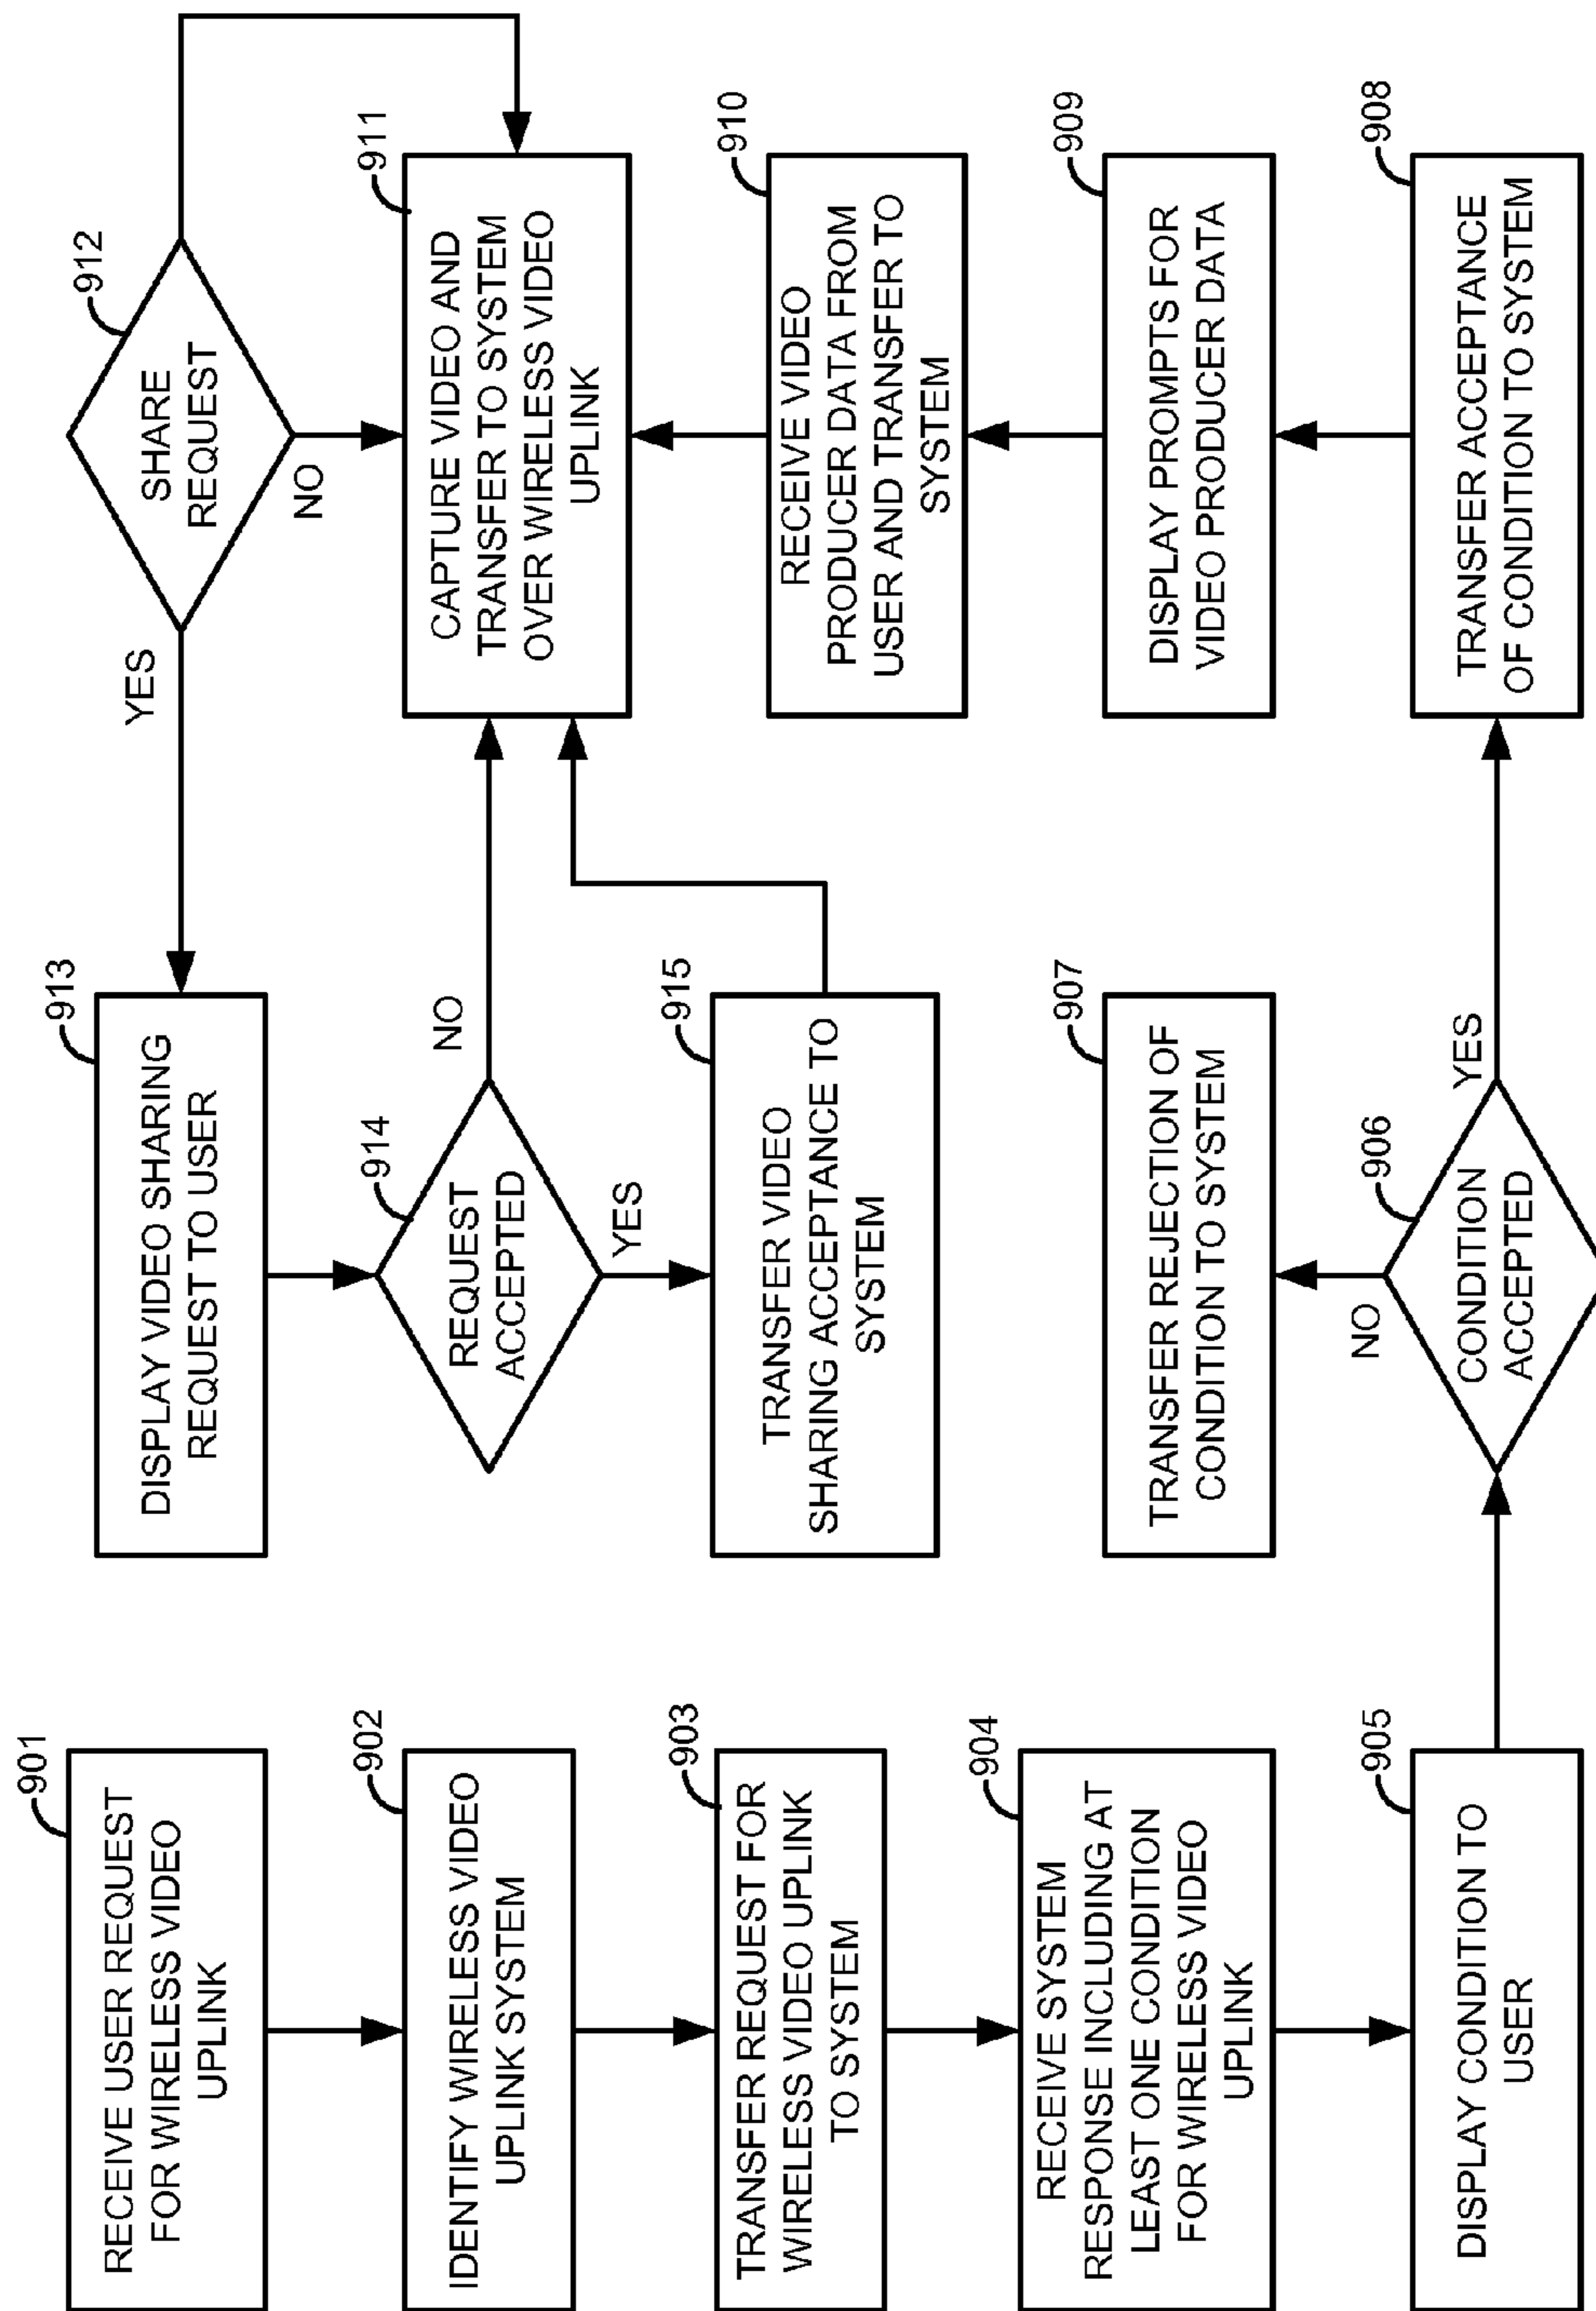 901
RECEIVE USER REQUEST
FOR WIRELESS VIDEO
UPLINK
902
IDENTIFY WIRELESS VIDEO
UPLINK SYSTEM
903
TRANSFER REQUEST FOR
WIRELESS VIDEO UPLINK
TO SYSTEM
904
RECEIVE SYSTEM
RESPONSE INCLUDING AT
LEAST ONE CONDITION
FOR WIRELESS VIDEO
UPLINK
905
DISPLAY CONDITION TO
USER
913
DISPLAY VIDEO SHARING
REQUEST TO USER
914
REQUEST
ACCEPTED
NO
YES
915
TRANSFER VIDEO
SHARING ACCEPTANCE TO
SYSTEM
907
TRANSFER REJECTION OF
CONDITION TO SYSTEM
NO
906
CONDITION
ACCEPTED
YES
912
SHARE
REQUEST
YES
NO
911
CAPTURE VIDEO AND
TRANSFER TO SYSTEM
OVER WIRELESS VIDEO
UPLINK
910
RECEIVE VIDEO
PRODUCER DATA FROM
USER AND TRANSFER TO
SYSTEM
909
DISPLAY PROMPTS FOR
VIDEO PRODUCER DATA
908
TRANSFER ACCEPTANCE
OF CONDITION TO SYSTEM